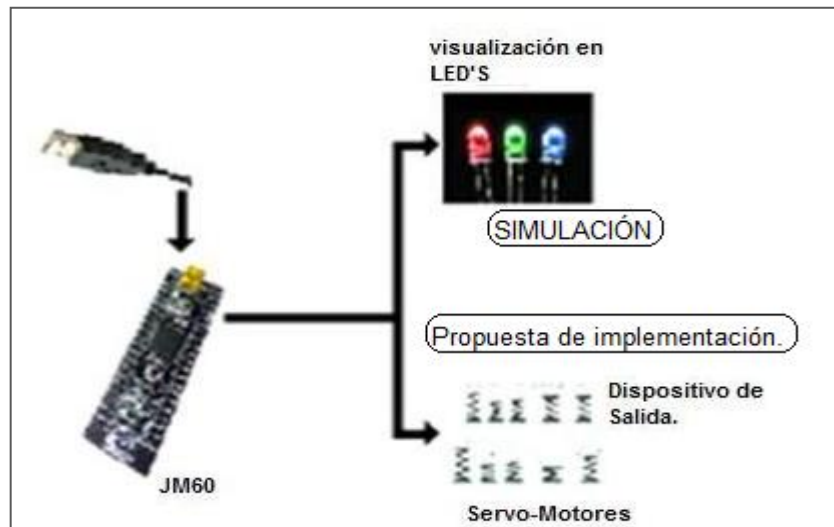 visualización en
LED'S
SIMULACIÓN
Propuesta de implementación.
Dispositivo de
Salida.
JM60
Servo-Motores